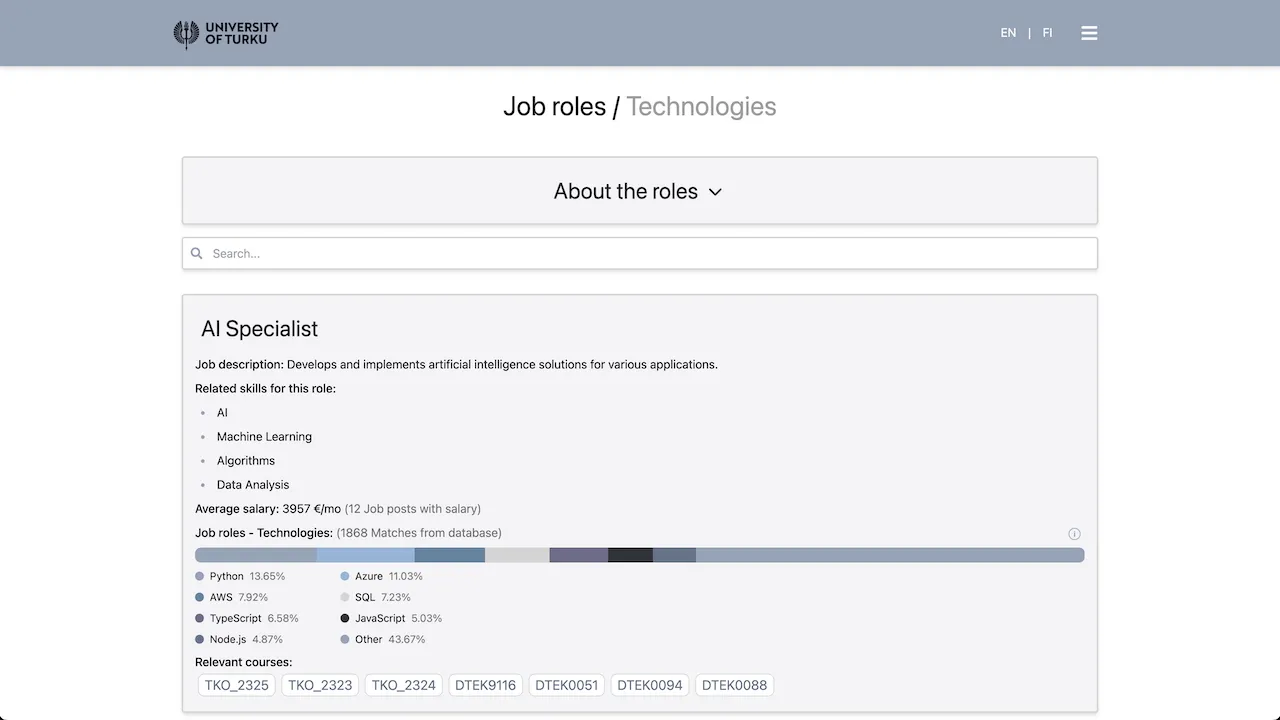 UNIVERSITY
OF TURKU
EN | FI
Job roles / Technologies
About the roles
Search...
AI Specialist
Job description: Develops and implements artificial intelligence solutions for various applications.
Related skills for this role:
AI
Machine Learning
Algorithms
Data Analysis
Average salary: 3957 €/mo (12 Job posts with salary)
Job roles - Technologies: (1868 Matches from database)
Python 13.65% Azure 11.03%
AWS 7.92% SQL 7.23%
TypeScript 6.58% JavaScript 5.03%
Node.js 4.87% Other 43.67%
Relevant courses:
TKO_2325 TKO_2323 TKO_2324 DTEK9116 DTEK0051 DTEK0094 DTEK0088